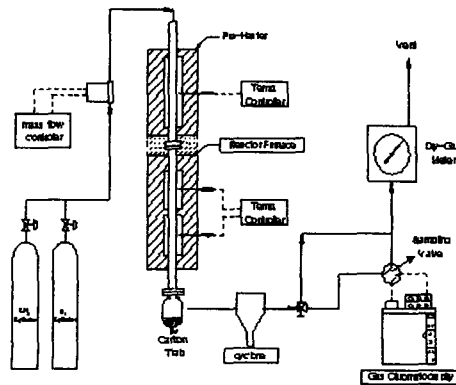 Pre-Heater
Vent
Temp
Controller
mass flow
controller
Reactor Furnace
Dry-Gas
Meter
Temp
Controller
Sampling
Valve
Carbon
Trap
cyclone
Gas Chromatography